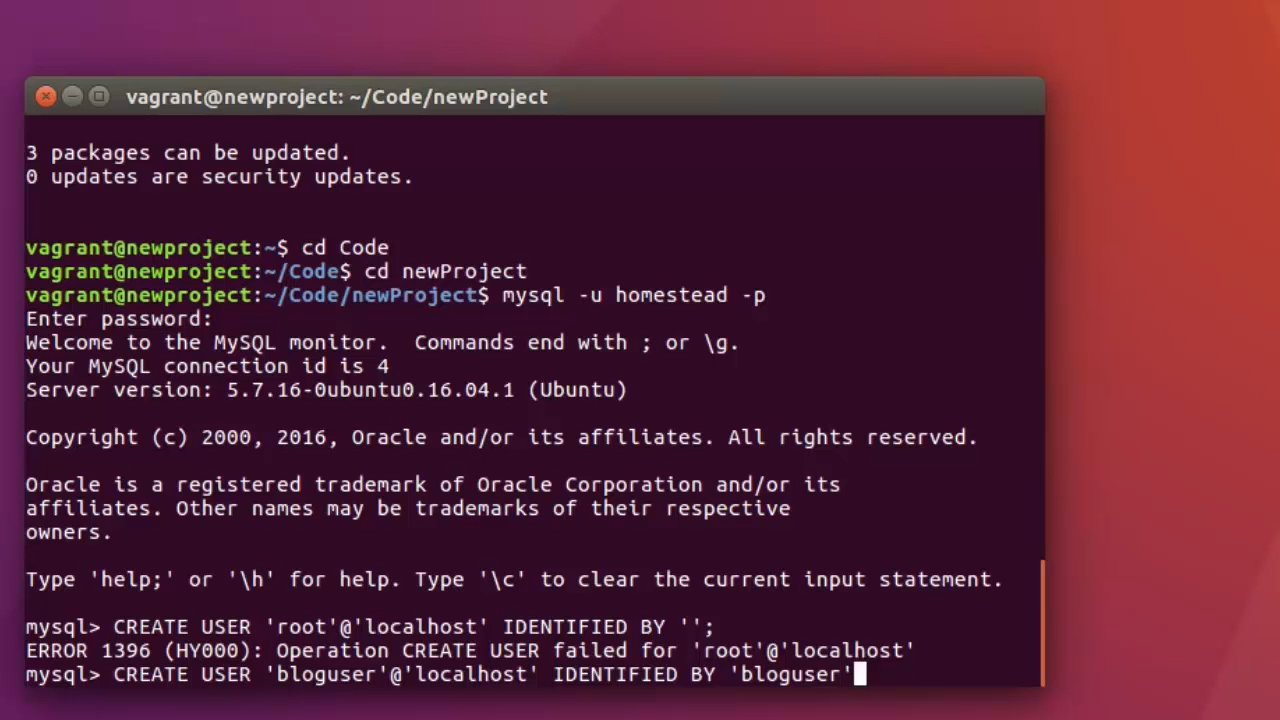 vagrant@newproject: ~/Code/newProject
3 packages can be updated.
0 updates are security updates.
vagrant@newproject:~$ cd Code
vagrant@newproject:~/Code$ cd newProject
vagrant@newproject:~/Code/newProject$ mysql -u homestead -p
Enter password:
Welcome to the MySQL monitor.  Commands end with ; or \g.
Your MySQL connection id is 4
Server version: 5.7.16-0ubuntu0.16.04.1 (Ubuntu)
Copyright (c) 2000, 2016, Oracle and/or its affiliates. All rights reserved.
Oracle is a registered trademark of Oracle Corporation and/or its
affiliates. Other names may be trademarks of their respective
owners.
Type 'help;' or '\h' for help. Type '\c' to clear the current input statement.
mysql> CREATE USER 'root'@'localhost' IDENTIFIED BY '';
ERROR 1396 (HY000): Operation CREATE USER failed for 'root'@'localhost'
mysql> CREATE USER 'bloguser'@'localhost' IDENTIFIED BY 'bloguser'